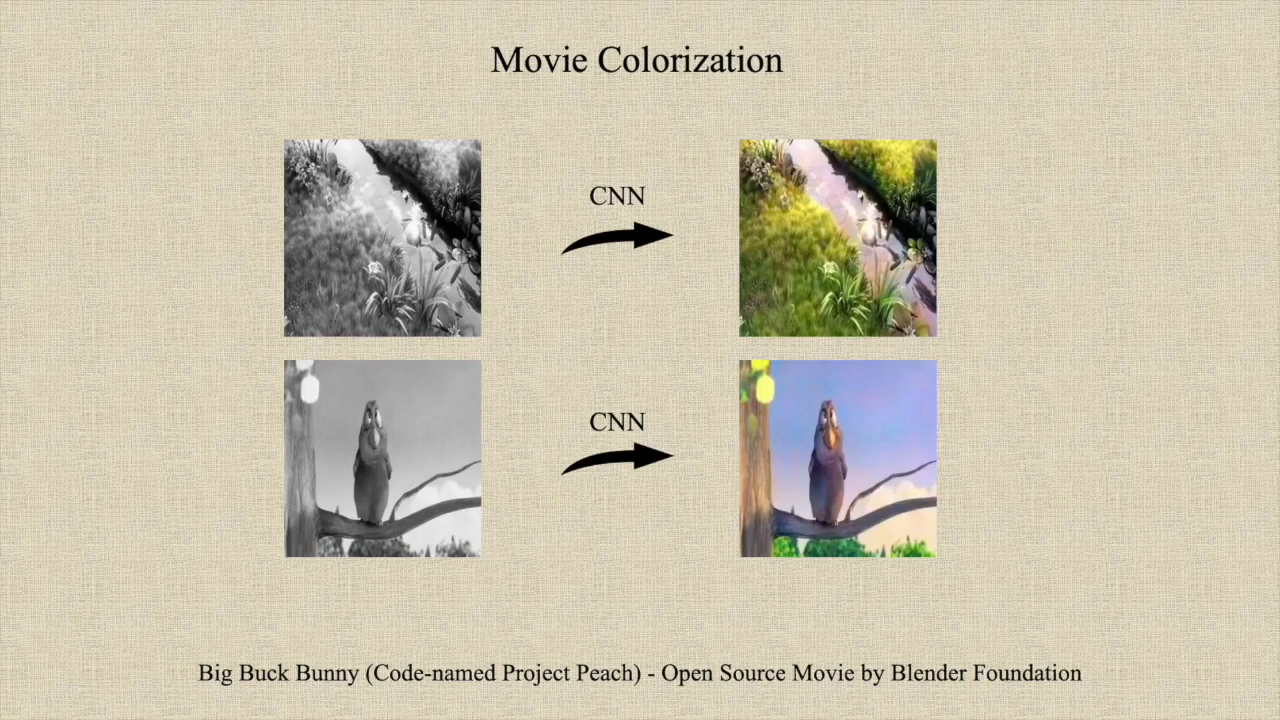 Movie Colorization
CNN
CNN
Big Buck Bunny (Code-named Project Peach) - Open Source Movie by Blender Foundation